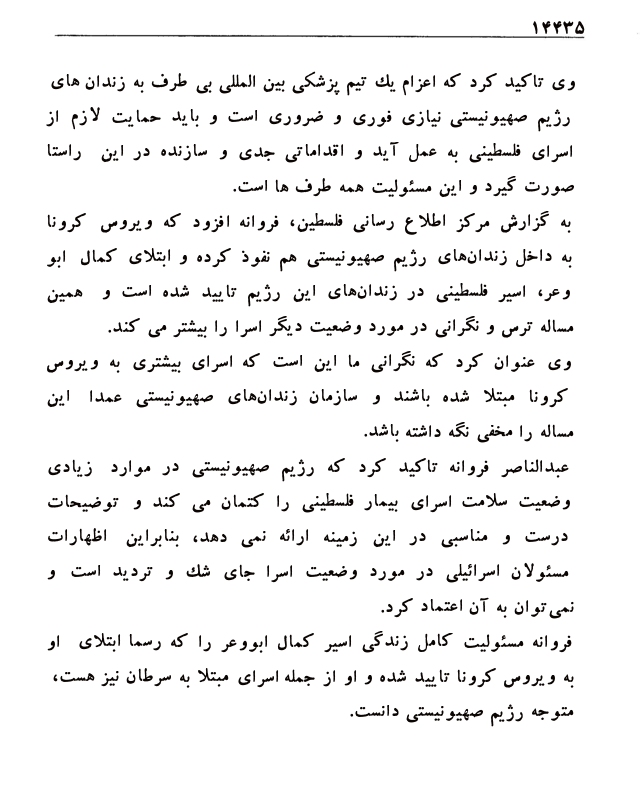 ۱۴۴۳۵
وی تاکید کرد که اعزام یك تیم پزشکی بین المللی بی طرف به زندان های
رژیم صهیونیستی نیازی فوری و ضروری است و باید حمایت لازم از
اسرای فلسطینی به عمل آید و اقداماتی جدی و سازنده در این راستا
صورت گیرد و این مسئولیت همه طرف ها است.
به گزارش مرکز اطلاع رسانی فلسطین، فروانه افزود که ویروس کرونا
به داخل زندان‌های رژیم صهیونیستی هم نفوذ کرده و ابتلای کمال ابو
وعر، اسیر فلسطینی در زندان‌های این رژیم تایید شده است و همین
مساله ترس و نگرانی در مورد وضعیت دیگر اسرا را بیشتر می کند.
وی عنوان کرد که نگرانی ما این است که اسرای بیشتری به ویروس
کرونا مبتلا شده باشند و سازمان زندان‌های صهیونیستی عمدا این
مساله را مخفی نگه داشته باشد.
عبدالناصر فروانه تاکید کرد که رژیم صهیونیستی در موارد زیادی
وضعیت سلامت اسرای بیمار فلسطینی را کتمان می کند و توضیحات
درست و مناسبی در این زمینه ارائه نمی دهد، بنابراین اظهارات
مسئولان اسرائیلی در مورد وضعیت اسرا جای شك و تردید است و
نمی‌توان به آن اعتماد کرد.
فروانه مسئولیت کامل زندگی اسیر کمال ابووعر را که رسما ابتلای او
به ویروس کرونا تایید شده و او از جمله اسرای مبتلا به سرطان نیز هست،
متوجه رژیم صهیونیستی دانست.